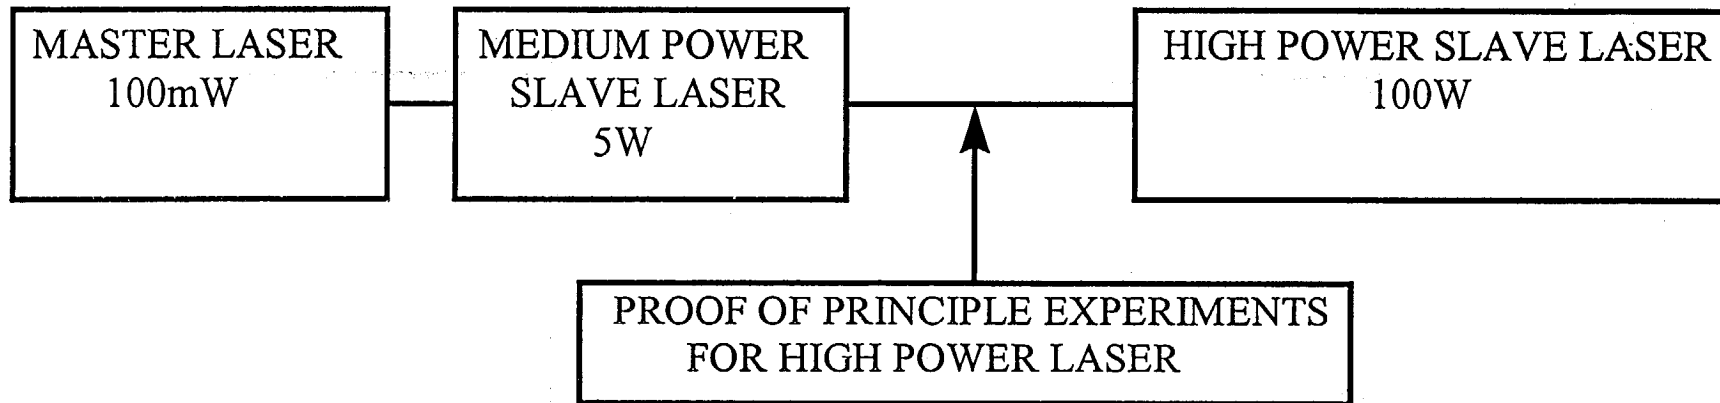 MASTER LASER
100mW
MEDIUM POWER
SLAVE LASER
5W
HIGH POWER SLAVE LASER
100W
PROOF OF PRINCIPLE EXPERIMENTS
FOR HIGH POWER LASER